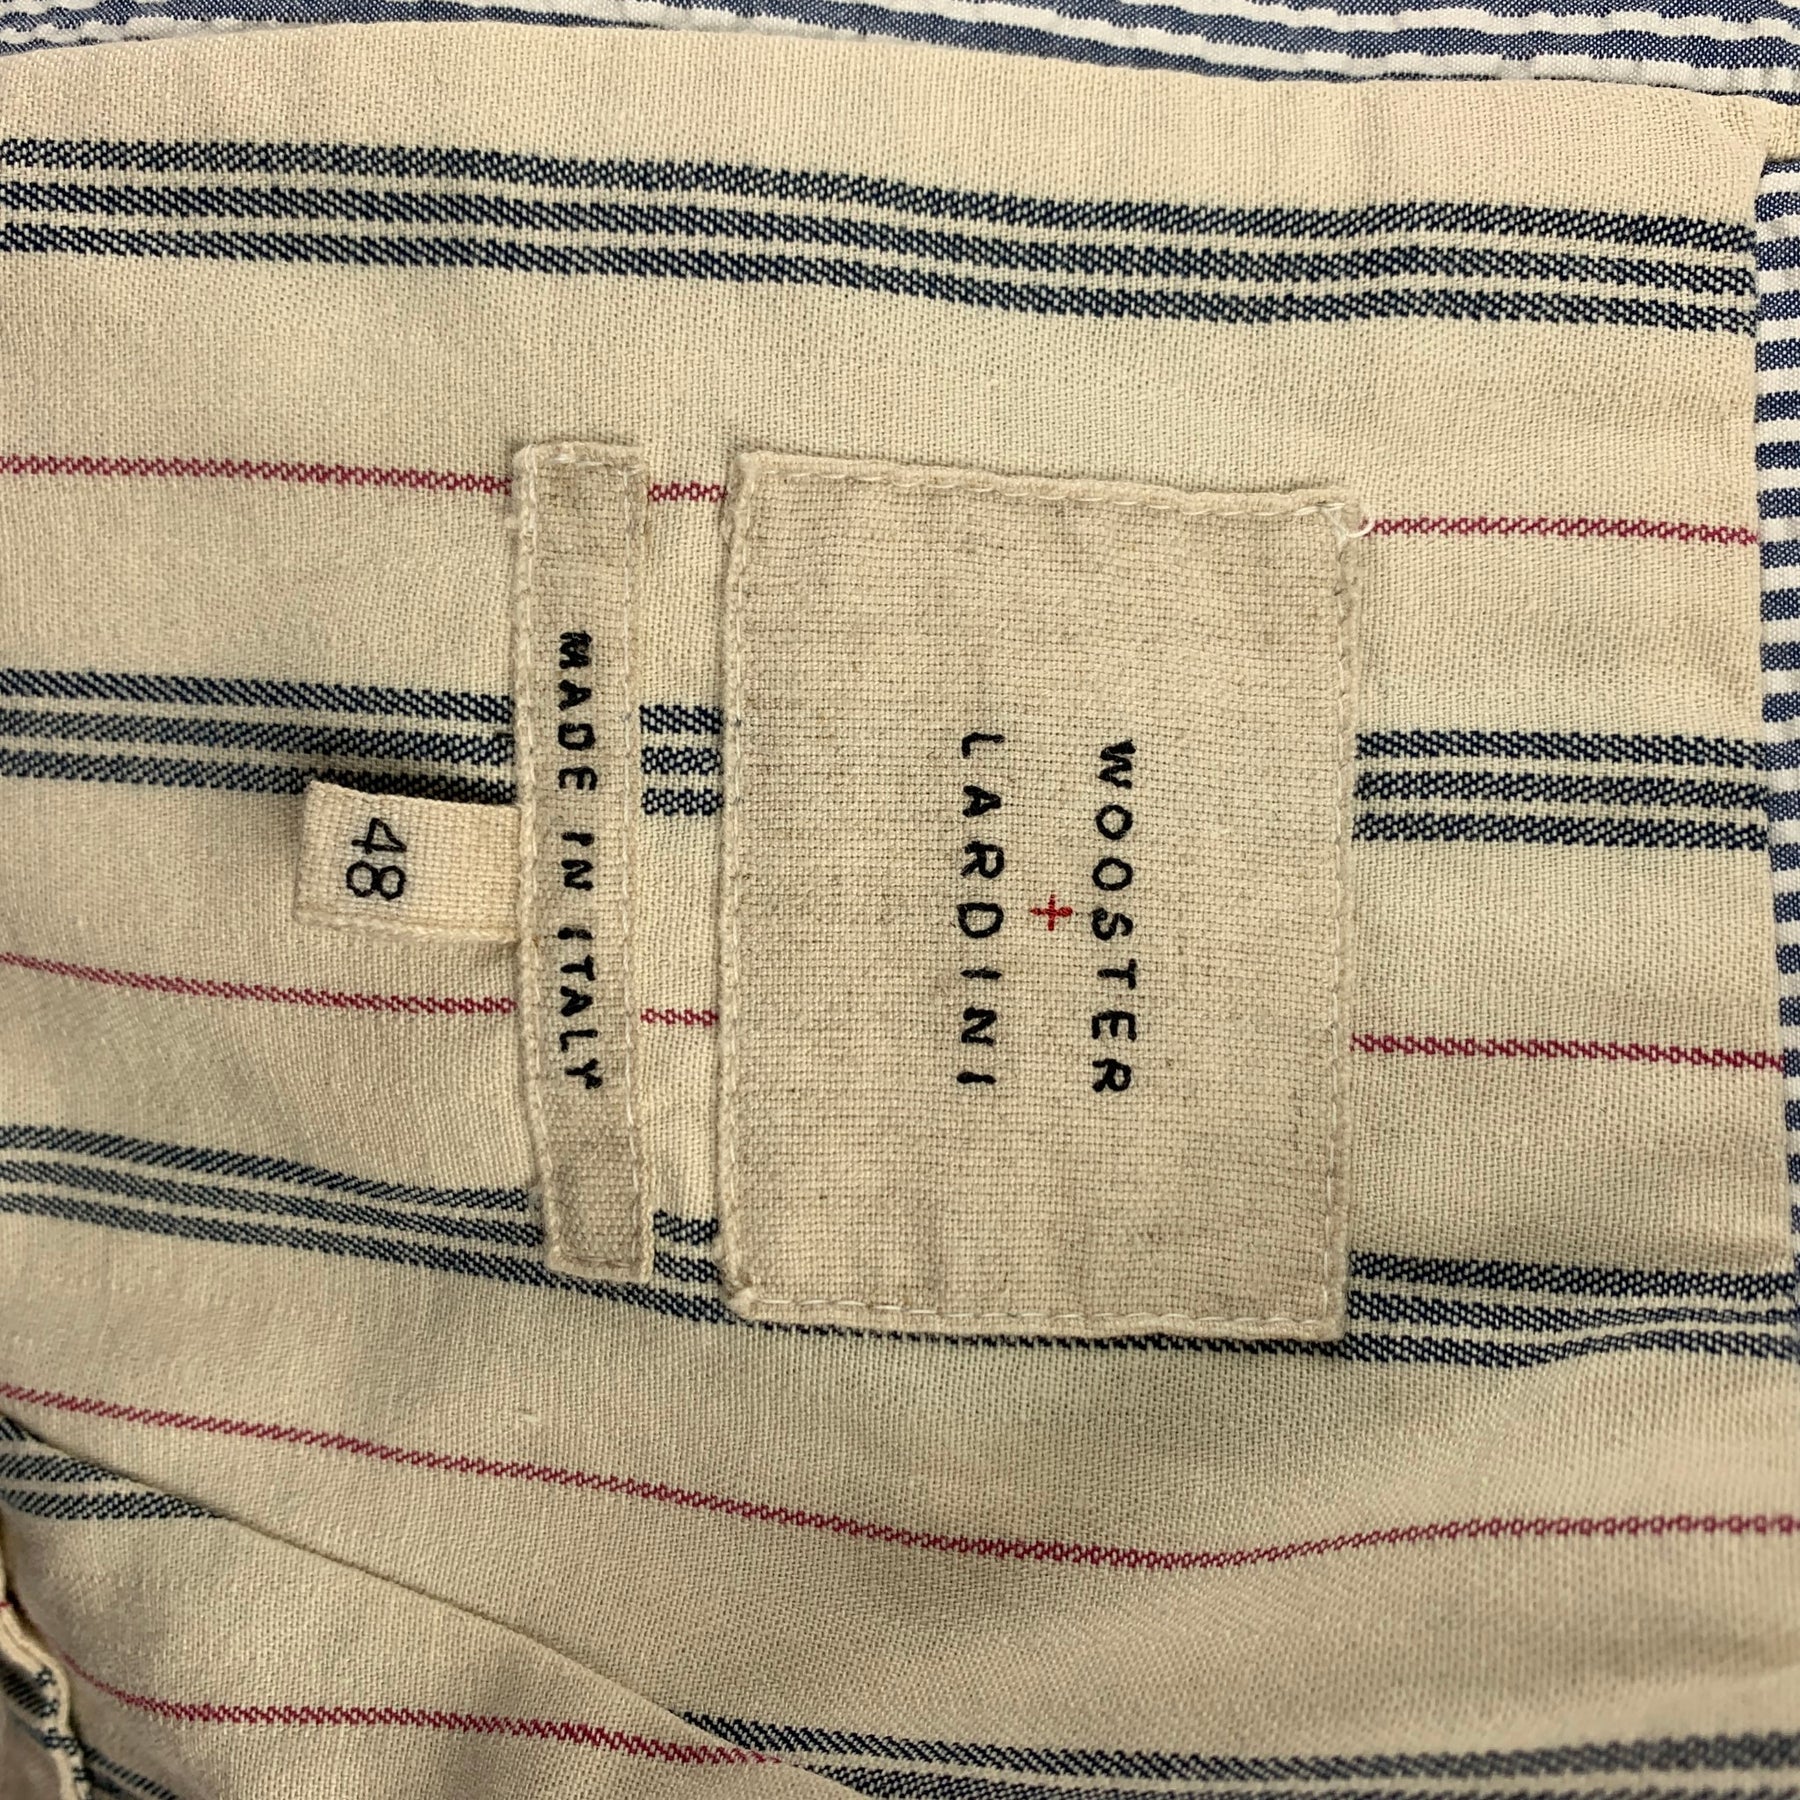 WOOSTER
+
LARDINI
MADE IN ITALY
48